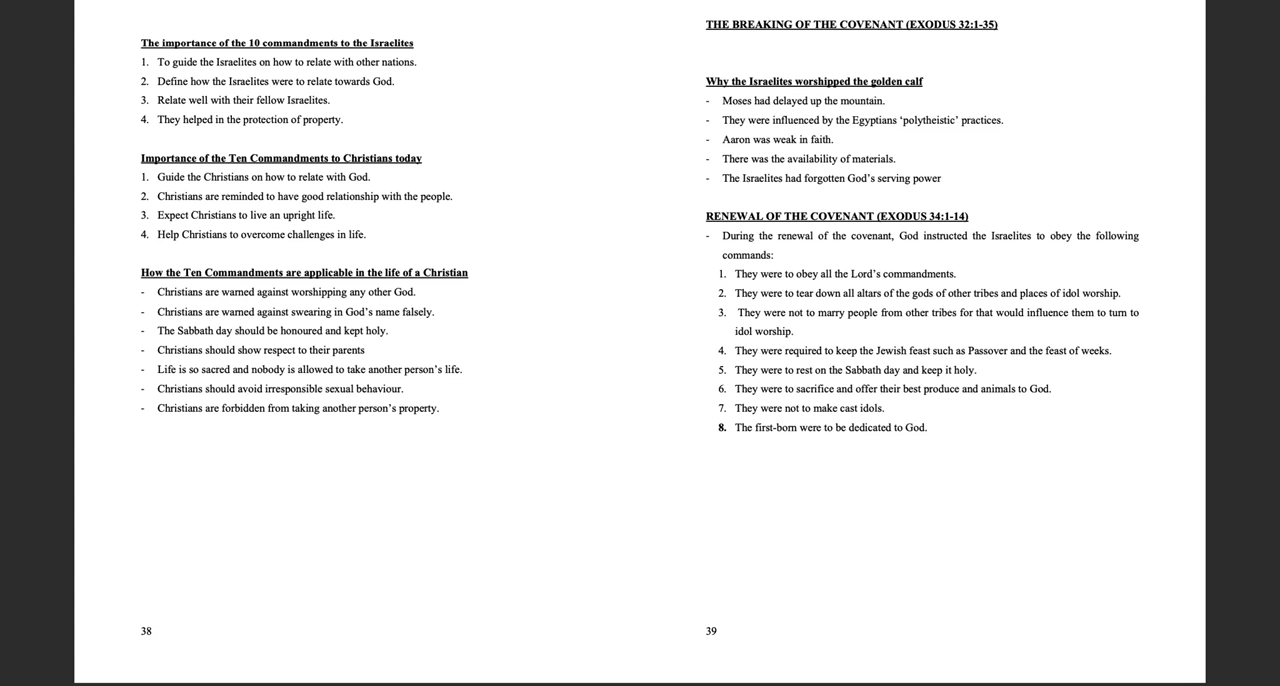 The importance of the 10 commandments to the Israelites
1. To guide the Israelites on how to relate with other nations.
2. Define how the Israelites were to relate towards God.
3. Relate well with their fellow Israelites.
4. They helped in the protection of property.
Importance of the Ten Commandments to Christians today
1. Guide the Christians on how to relate with God.
2. Christians are reminded to have good relationship with the people.
3. Expect Christians to live an upright life.
4. Help Christians to overcome challenges in life.
How the Ten Commandments are applicable in the life of a Christian
- Christians are warned against worshipping any other God.
- Christians are warned against swearing in God’s name falsely.
- The Sabbath day should be honoured and kept holy.
- Christians should show respect to their parents
- Life is so sacred and nobody is allowed to take another person’s life.
- Christians should avoid irresponsible sexual behaviour.
- Christians are forbidden from taking another person’s property.
38
THE BREAKING OF THE COVENANT (EXODUS 32:1-35)
Why the Israelites worshipped the golden calf
- Moses had delayed up the mountain.
- They were influenced by the Egyptians ‘polytheistic’ practices.
- Aaron was weak in faith.
- There was the availability of materials.
- The Israelites had forgotten God’s serving power
RENEWAL OF THE COVENANT (EXODUS 34:1-14)
- During the renewal of the covenant, God instructed the Israelites to obey the following
commands:
1. They were to obey all the Lord’s commandments.
2. They were to tear down all altars of the gods of other tribes and places of idol worship.
3. They were not to marry people from other tribes for that would influence them to turn to
idol worship.
4. They were required to keep the Jewish feast such as Passover and the feast of weeks.
5. They were to rest on the Sabbath day and keep it holy.
6. They were to sacrifice and offer their best produce and animals to God.
7. They were not to make cast idols.
8. The first-born were to be dedicated to God.
39